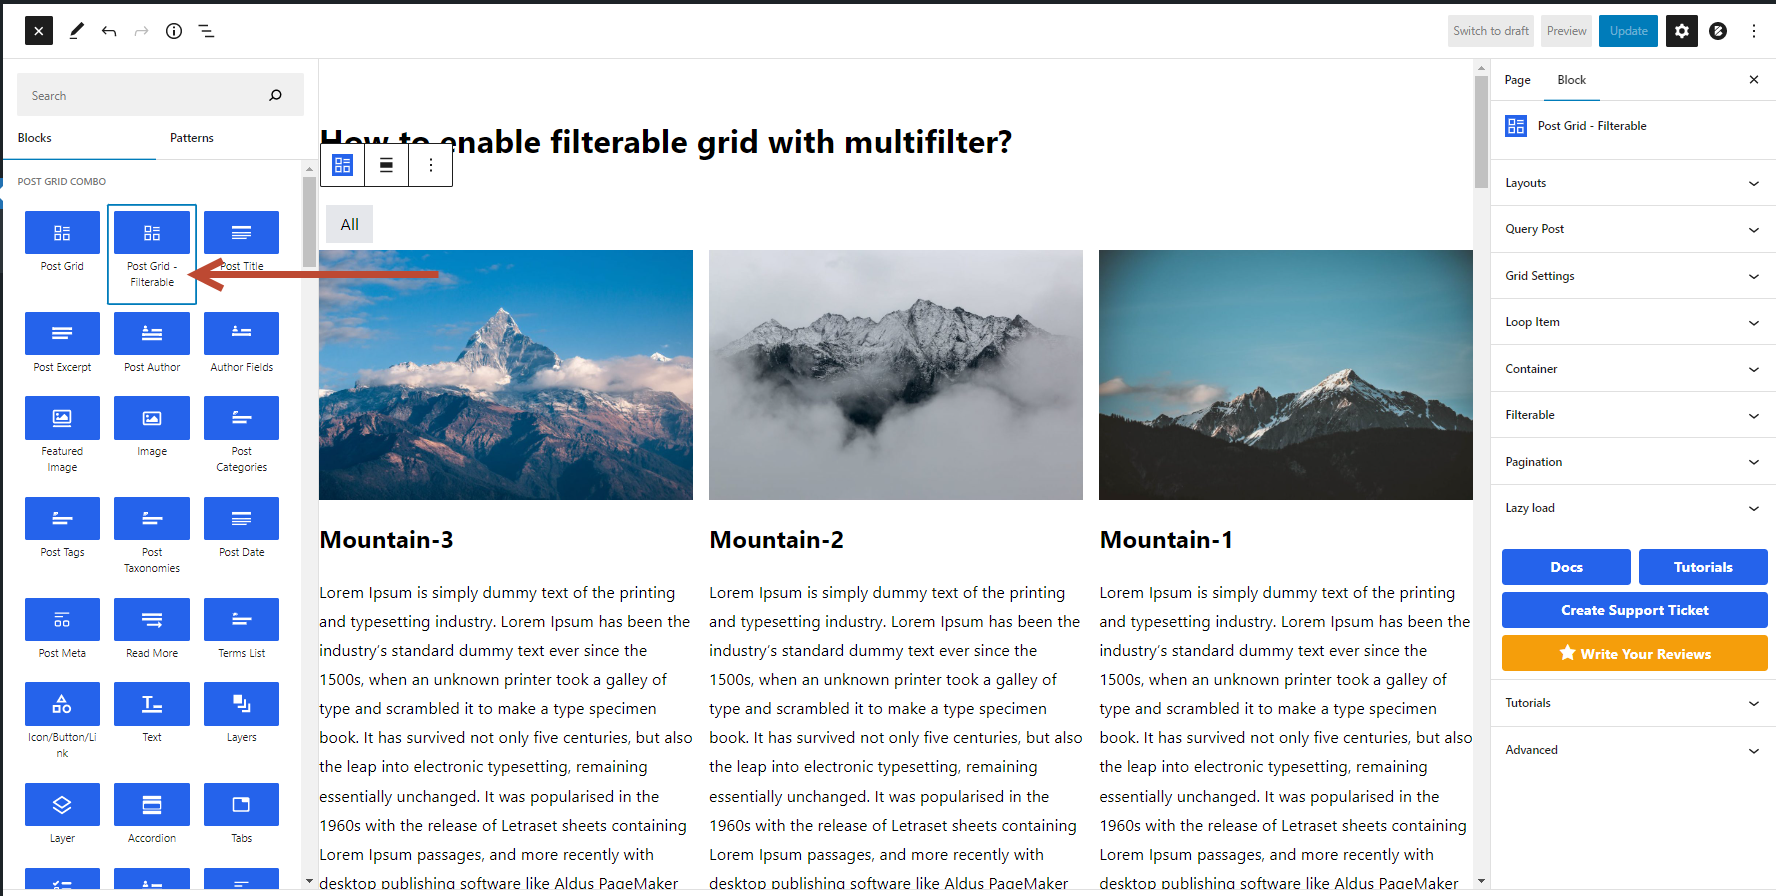 Switch to draft
Preview
Update
Search
Blocks
Patterns
POST GRID COMBO
Post Grid
Post Grid -
Filterable
Post Title
Post Excerpt
Post Author
Author Fields
Featured
Image
Image
Post
Categories
Post Tags
Post
Taxonomies
Post Date
Post Meta
Read More
Terms List
Icon/Button/Li
nk
Text
Layers
Layer
Accordion
Tabs
How to enable filterable grid with multifilter?
All
Mountain-3
Lorem Ipsum is simply dummy text of the printing
and typesetting industry. Lorem Ipsum has been the
industry's standard dummy text ever since the
1500s, when an unknown printer took a galley of
type and scrambled it to make a type specimen
book. It has survived not only five centuries, but also
the leap into electronic typesetting, remaining
essentially unchanged. It was popularised in the
1960s with the release of Letraset sheets containing
Lorem Ipsum passages, and more recently with
desktop publishing software like Aldus PageMaker
Mountain-2
Lorem Ipsum is simply dummy text of the printing
and typesetting industry. Lorem Ipsum has been the
industry's standard dummy text ever since the
1500s, when an unknown printer took a galley of
type and scrambled it to make a type specimen
book. It has survived not only five centuries, but also
the leap into electronic typesetting, remaining
essentially unchanged. It was popularised in the
1960s with the release of Letraset sheets containing
Lorem Ipsum passages, and more recently with
desktop publishing software like Aldus PageMaker
Mountain-1
Lorem Ipsum is simply dummy text of the printing
and typesetting industry. Lorem Ipsum has been the
industry's standard dummy text ever since the
1500s, when an unknown printer took a galley of
type and scrambled it to make a type specimen
book. It has survived not only five centuries, but also
the leap into electronic typesetting, remaining
essentially unchanged. It was popularised in the
1960s with the release of Letraset sheets containing
Lorem Ipsum passages, and more recently with
desktop publishing software like Aldus PageMaker
Page
Block
Post Grid - Filterable
Layouts
Query Post
Grid Settings
Loop Item
Container
Filterable
Pagination
Lazy load
Docs
Tutorials
Create Support Ticket
Write Your Reviews
Tutorials
Advanced